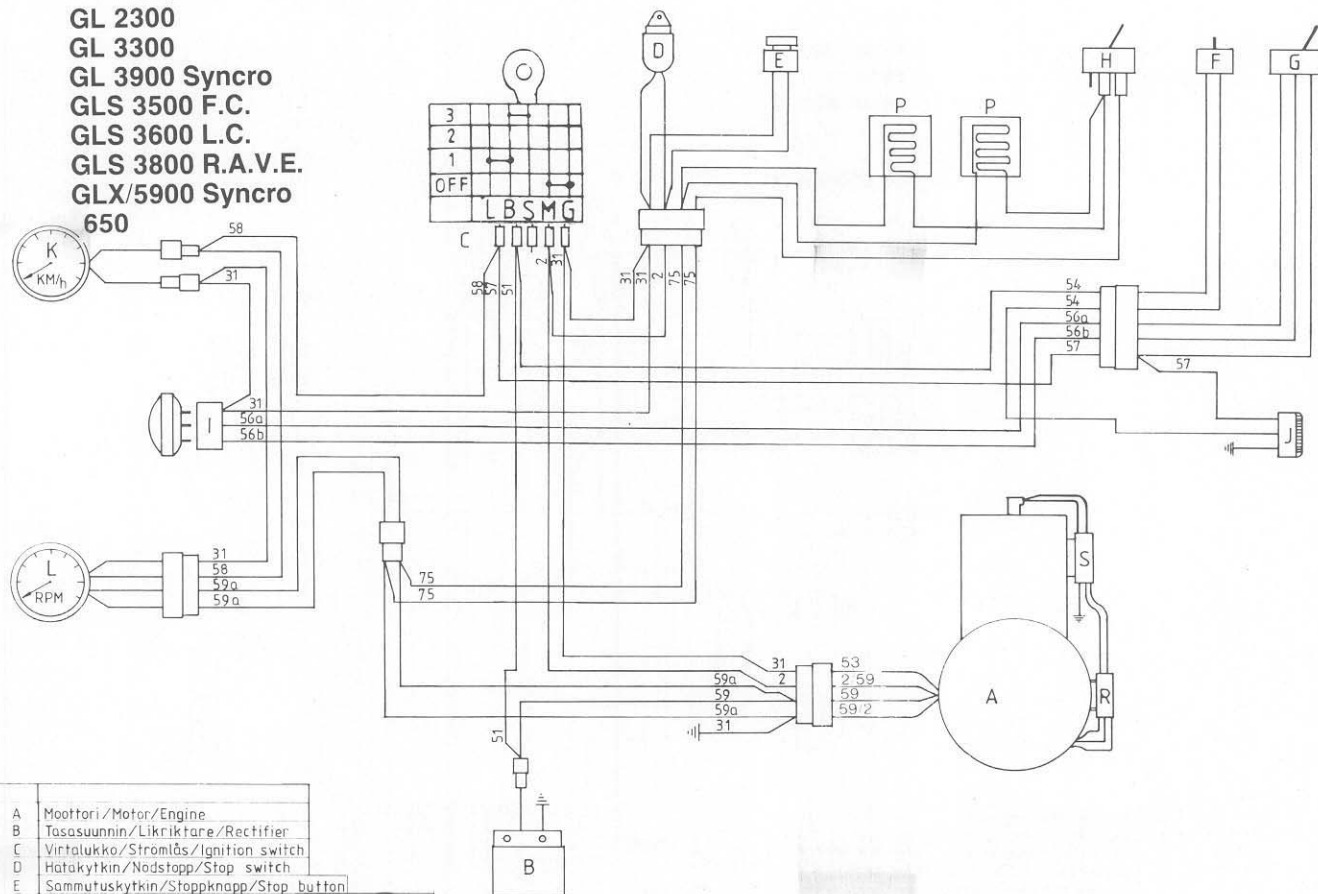 GL 2300
GL 3300
GL 3900 Syncro
GLS 3500 F.C.
GLS 3600 L.C.
GLS 3800 R.A.V.E.
GLX/5900 Syncro
650
3
2
1
OFF
L B S M G
C
D
E
H
F
G
P
P
K
KM/h
58
31
58
57
51
2
31
31
31
2
75
75
54
54
56a
56b
57
57
J
I
31
56a
56b
L
RPM
31
58
59a
59a
75
75
S
R
A
31
59a 2
59
59a
31
53
2 59
59
59/2
51
B
A Moottori/Motor/Engine
B Tasasuunnin/Likriktare/Rectifier
C Virtalukko/Strömlås/Ignition switch
D Hätäkytkin/Nödstopp/Stop switch
E Sammutuskytkin/Stoppknapp/Stop button